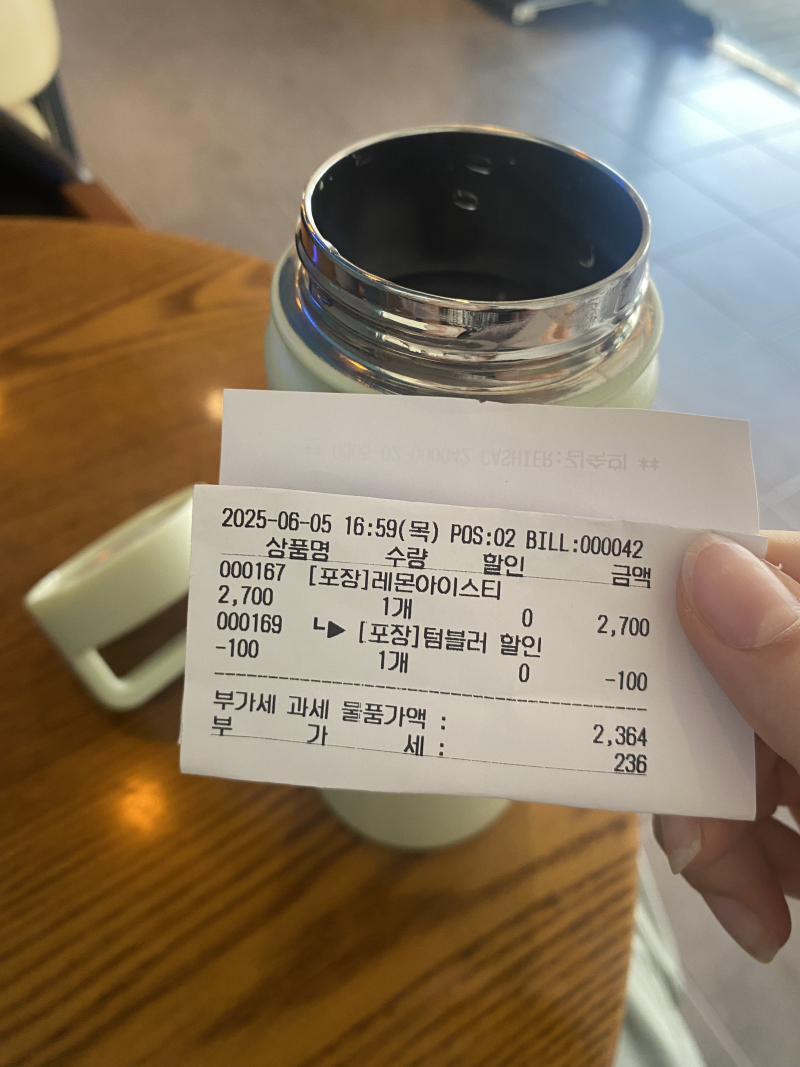 2025-06-05 16:59(목) POS:02 BILL:000042
상품명 수량 할인 금액
000167 [포장]레몬아이스티
2,700 1개 0 2,700
000169 ┗▶ [포장]텀블러 할인
-100 1개 0 -100
부가세 과세 물품가액 : 2,364
부 가 세 : 236